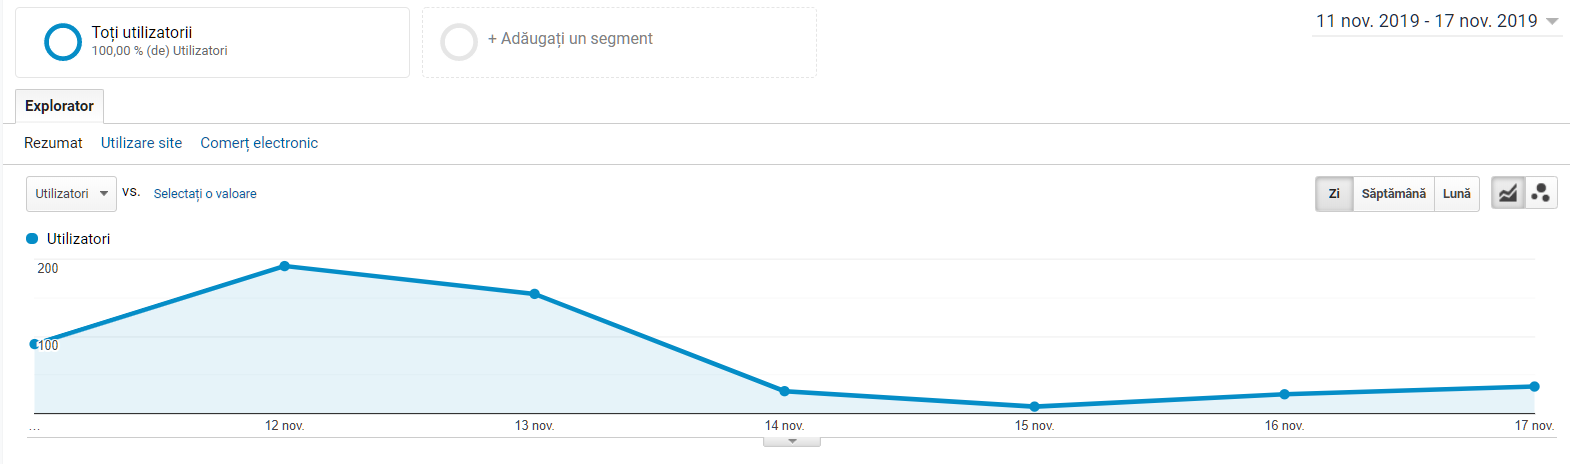 Toți utilizatorii
100,00 % (de) Utilizatori
+ Adăugați un segment
11 nov. 2019 - 17 nov. 2019
Explorator
Rezumat Utilizare site Comerț electronic
Utilizatori vs. Selectați o valoare
Zi Săptămână Lună
Utilizatori
200
100
... 12 nov. 13 nov. 14 nov. 15 nov. 16 nov. 17 nov.